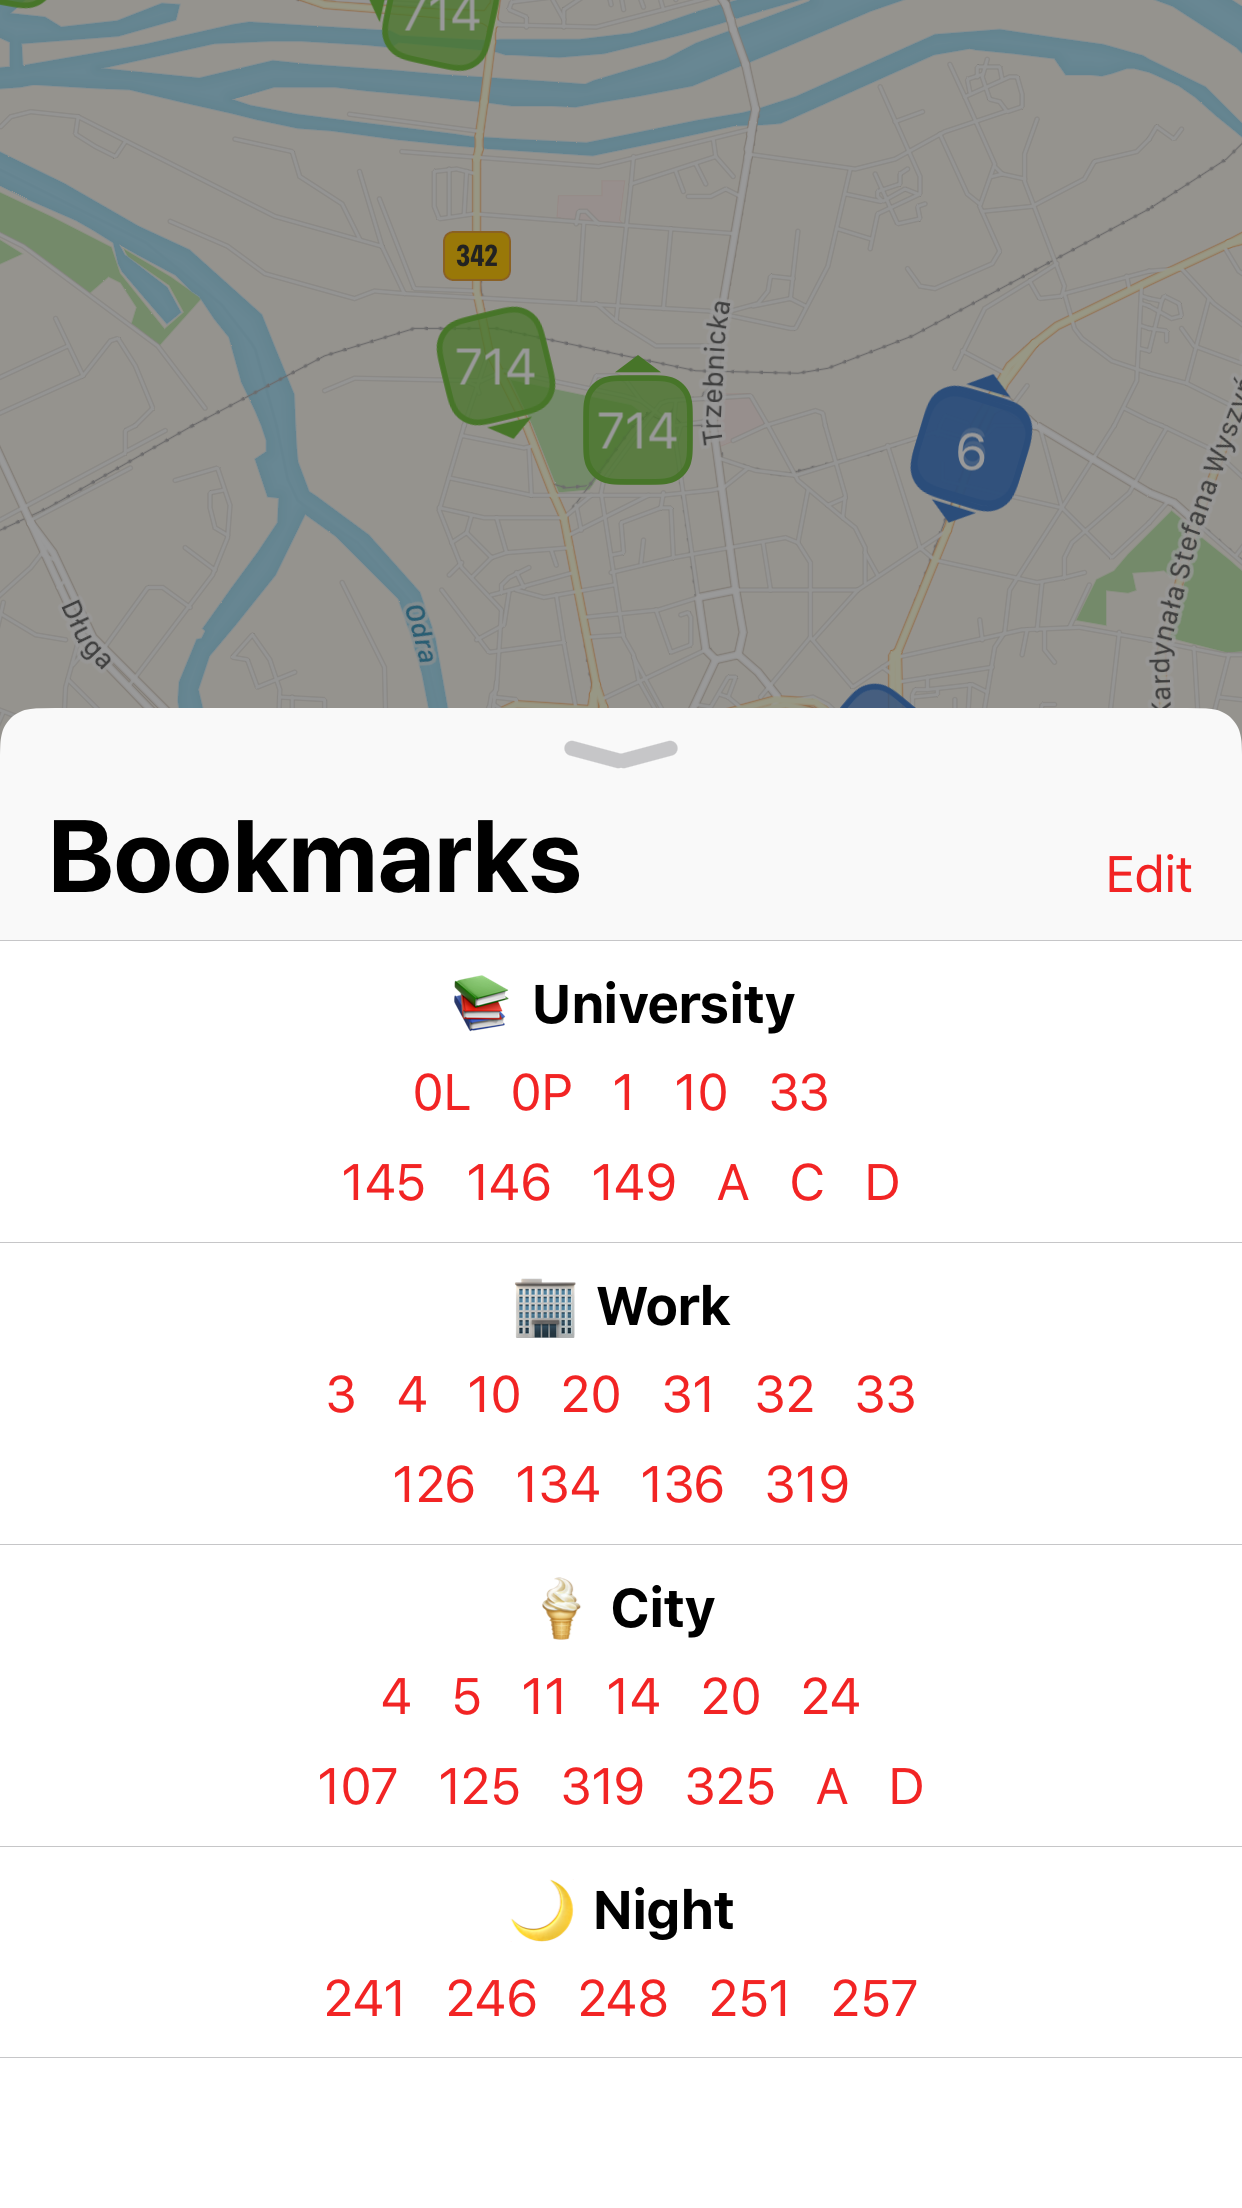 714
342
714
714
Trzebnicka
6
Kardynała Stefana Wyszyń
Długa
Odra
Bookmarks
Edit
📚 University
0L 0P 1 10 33
145 146 149 A C D
🏢 Work
3 4 10 20 31 32 33
126 134 136 319
🍦 City
4 5 11 14 20 24
107 125 319 325 A D
🌙 Night
241 246 248 251 257